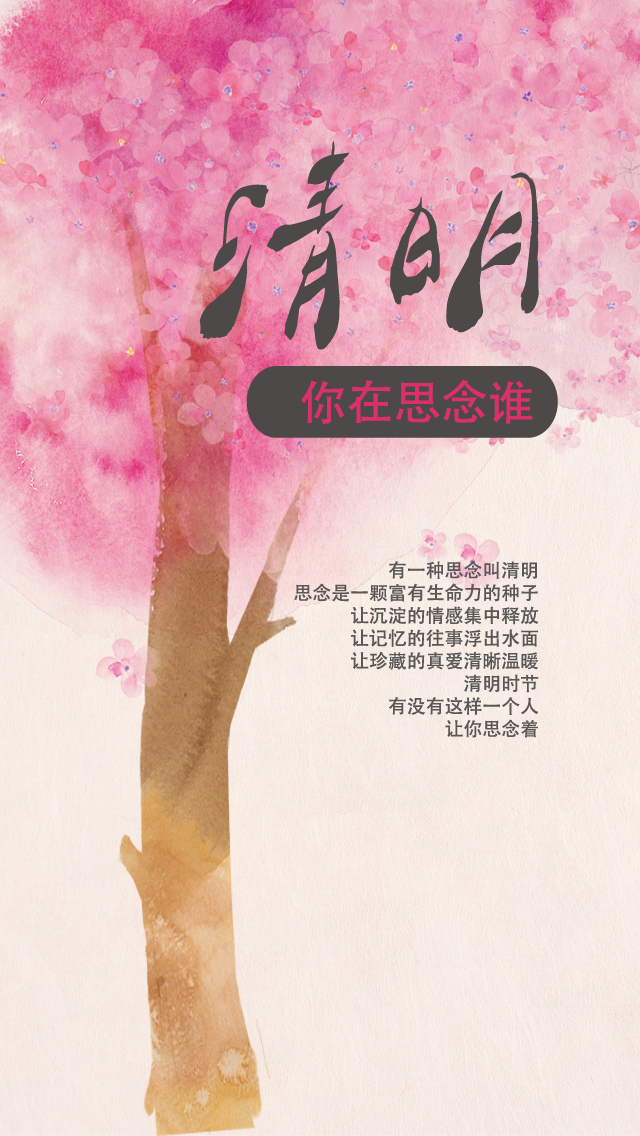 清明
你在思念谁
有一种思念叫清明
思念是一颗富有生命力的种子
让沉淀的情感集中释放
让记忆的往事浮出水面
让珍藏的真爱清晰温暖
清明时节
有没有这样一个人
让你思念着